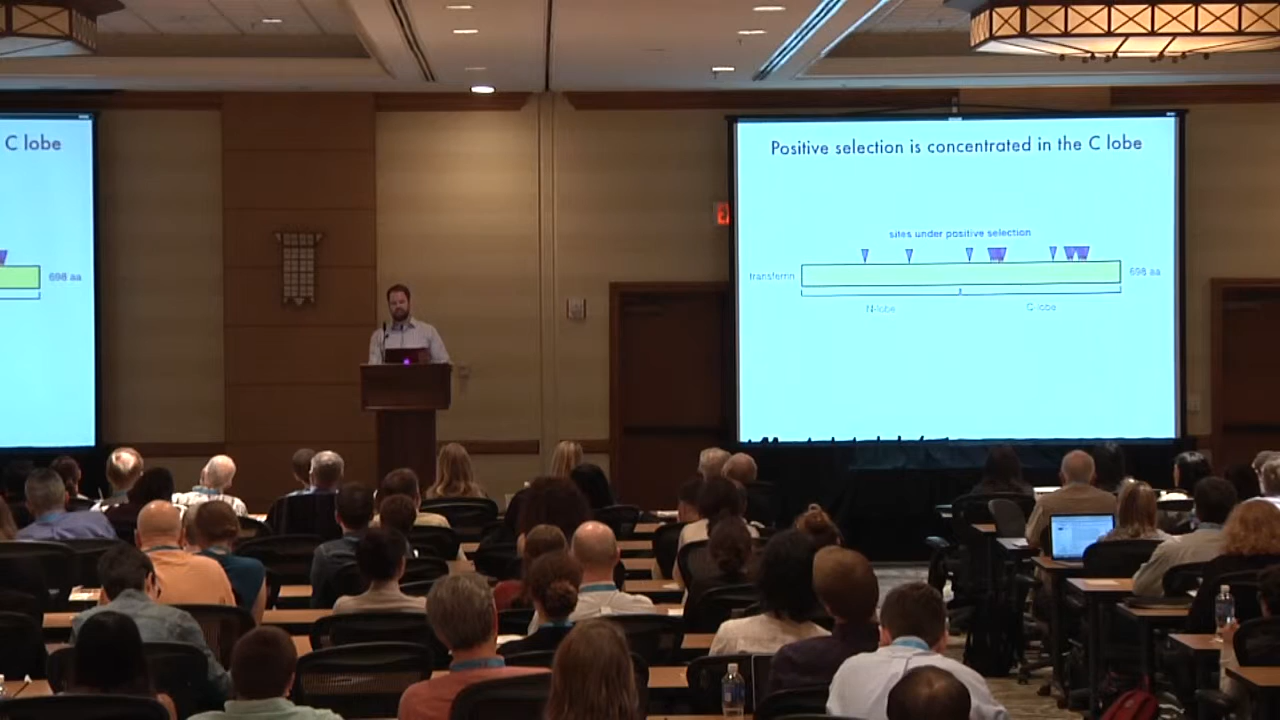 C lobe
698 aa
Positive selection is concentrated in the C lobe
sites under positive selection
transferrin
698 aa
N-lobe
C-lobe